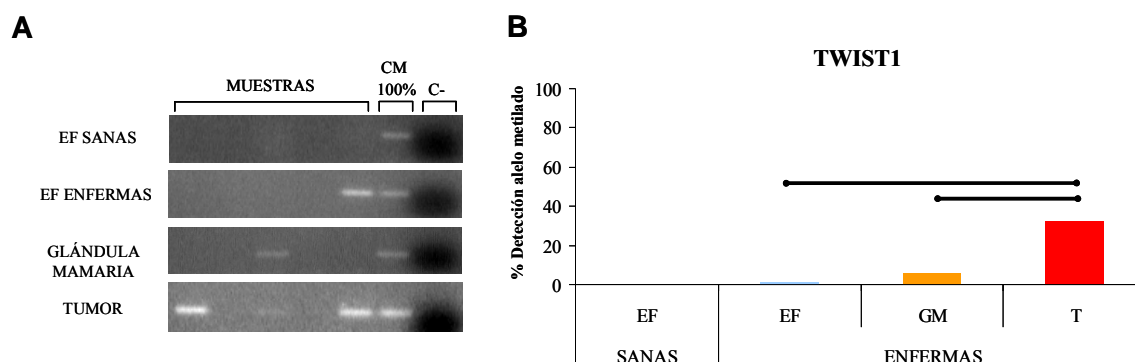 A
MUESTRAS
CM
100%
C-
EF SANAS
EF ENFERMAS
GLÁNDULA
MAMARIA
TUMOR
B
TWIST1
% Detección alelo metilado
100
80
60
40
20
0
EF
EF
GM
T
SANAS
ENFERMAS